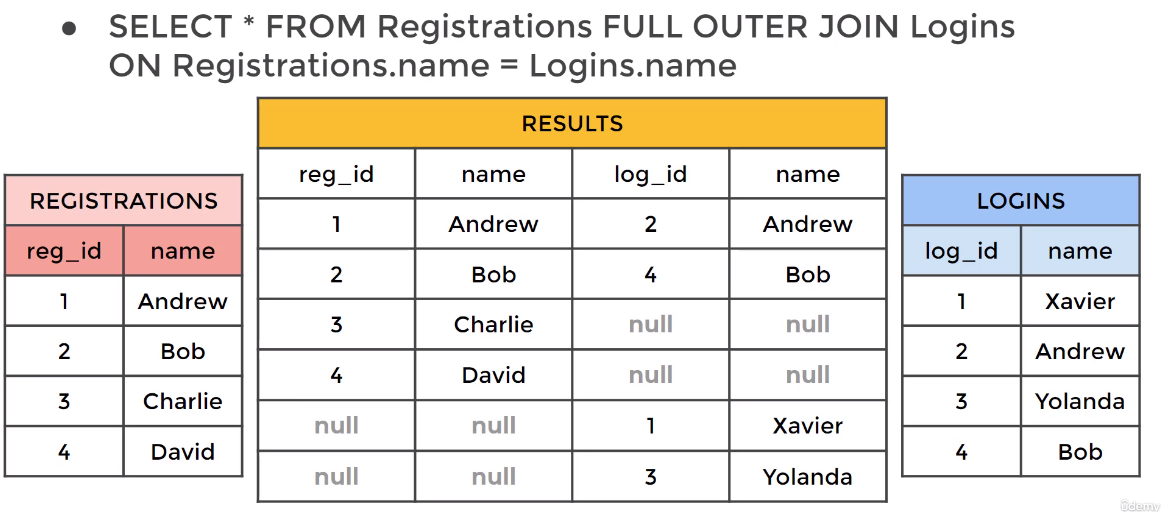 ● SELECT * FROM Registrations FULL OUTER JOIN Logins
ON Registrations.name = Logins.name
REGISTRATIONS
reg_id name
1 Andrew
2 Bob
3 Charlie
4 David
RESULTS
reg_id name log_id name
1 Andrew 2 Andrew
2 Bob 4 Bob
3 Charlie null null
4 David null null
null null 1 Xavier
null null 3 Yolanda
LOGINS
log_id name
1 Xavier
2 Andrew
3 Yolanda
4 Bob
ûdemy